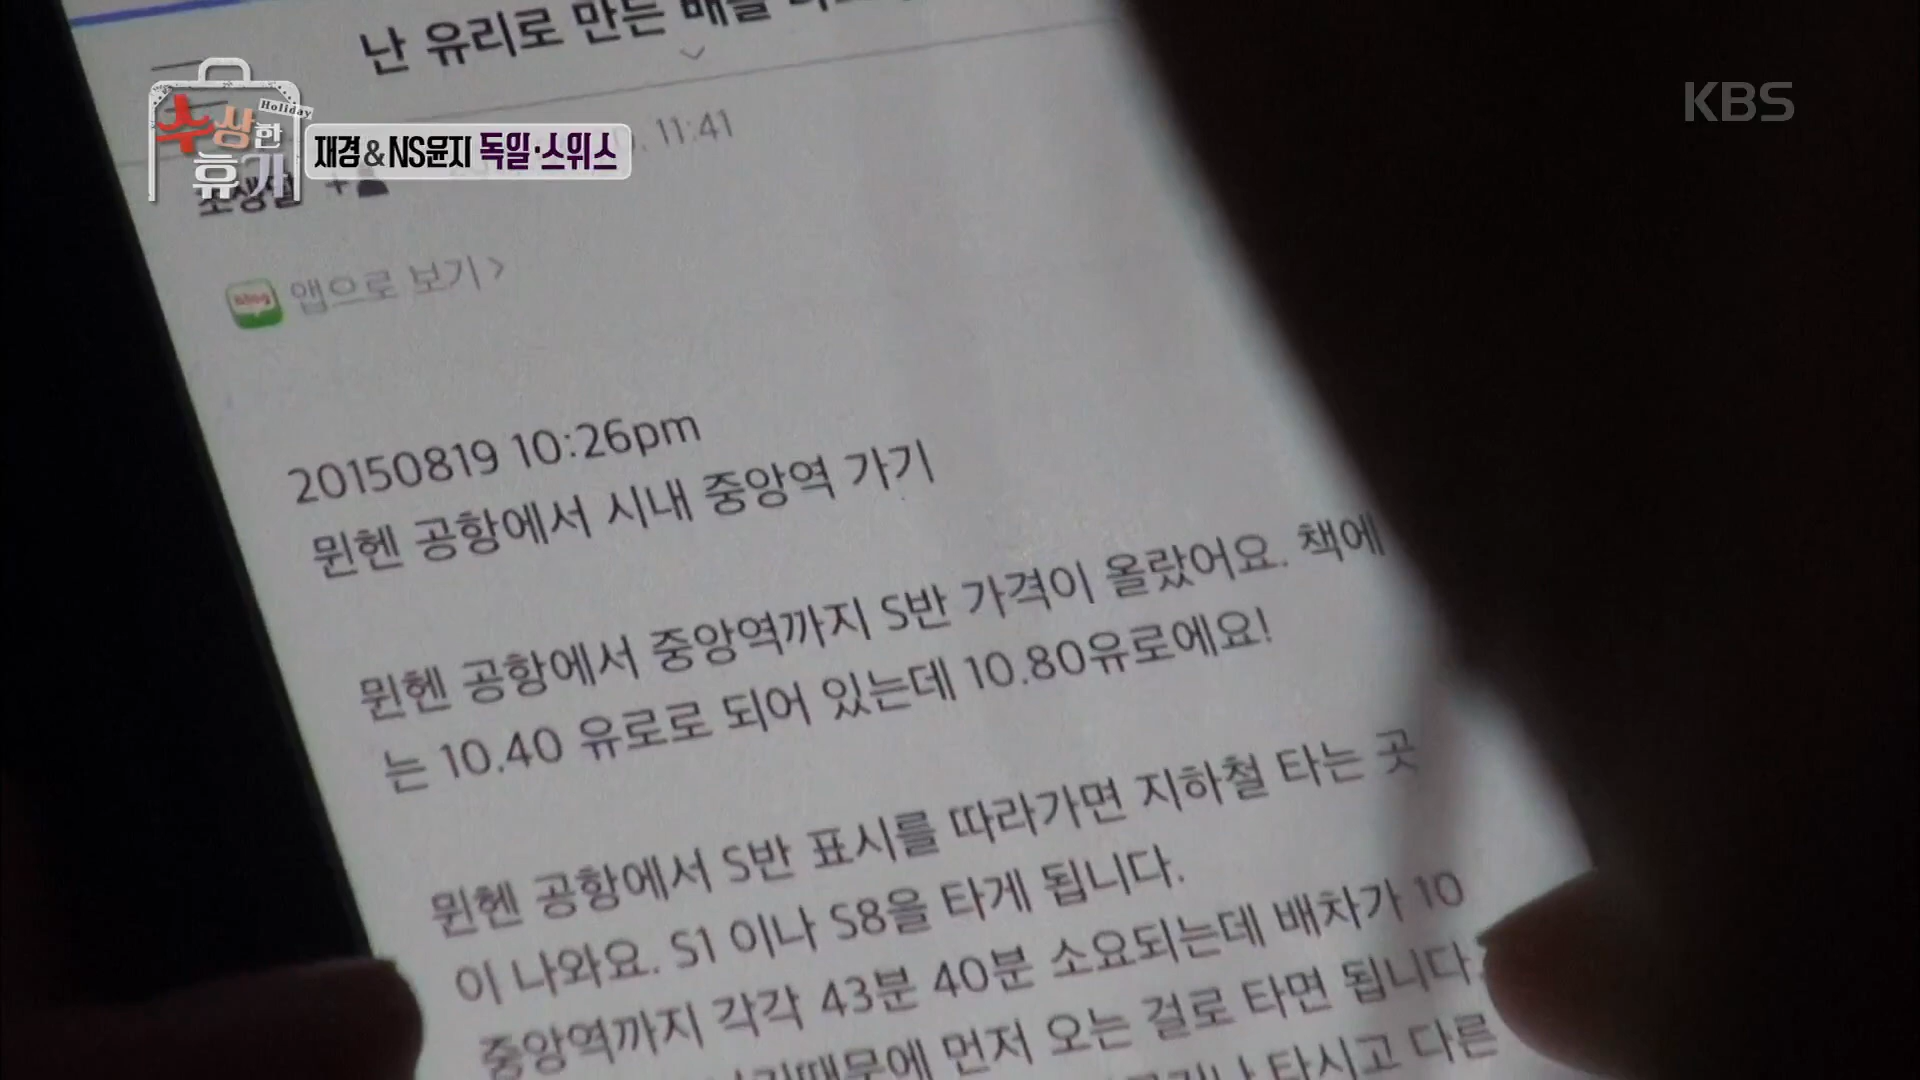 난 유리로 만든 배를
수상한 휴가
Holiday
재경&NS윤지 독일·스위스
KBS
11:41
앱으로 보기 >
20150819 10:26pm
뮌헨 공항에서 시내 중앙역 가기
뮌헨 공항에서 중앙역까지 S반 가격이 올랐어요. 책에
는 10.40 유로로 되어 있는데 10.80유로에요!
뮌헨 공항에서 S반 표시를 따라가면 지하철 타는 곳
이 나와요. S1 이나 S8을 타게 됩니다.
중앙역까지 각각 43분 40분 소요되는데 배차가 10
먼저 오는 걸로 타면 됩니다
타시고 다른